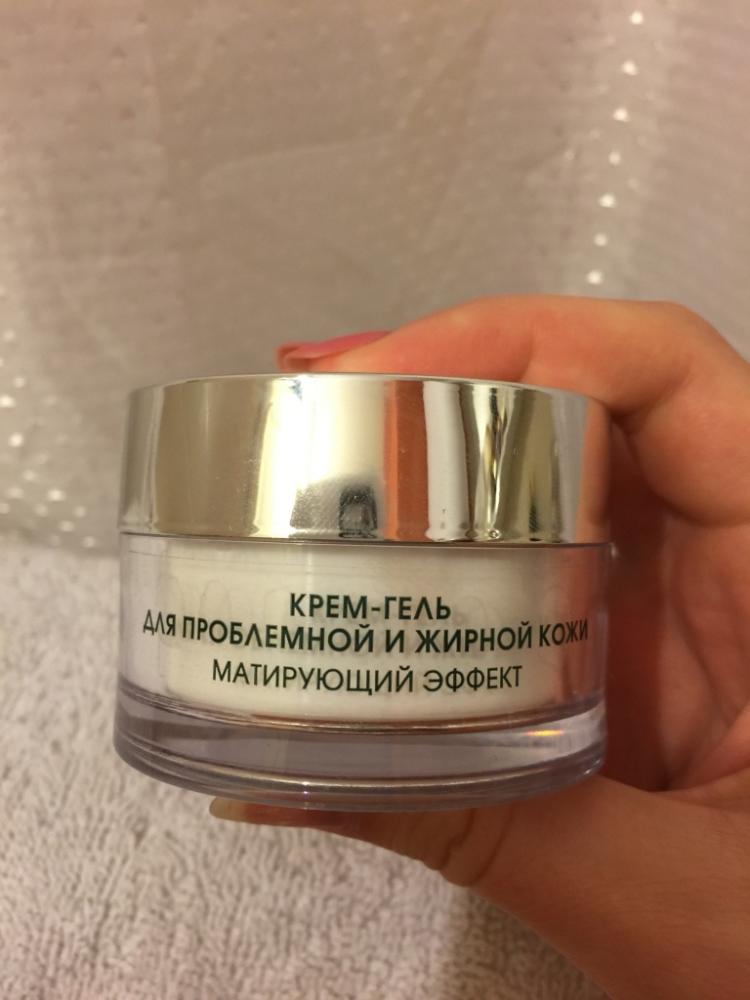 КРЕМ-ГЕЛЬ
ДЛЯ ПРОБЛЕМНОЙ И ЖИРНОЙ КОЖИ
МАТИРУЮЩИЙ ЭФФЕКТ